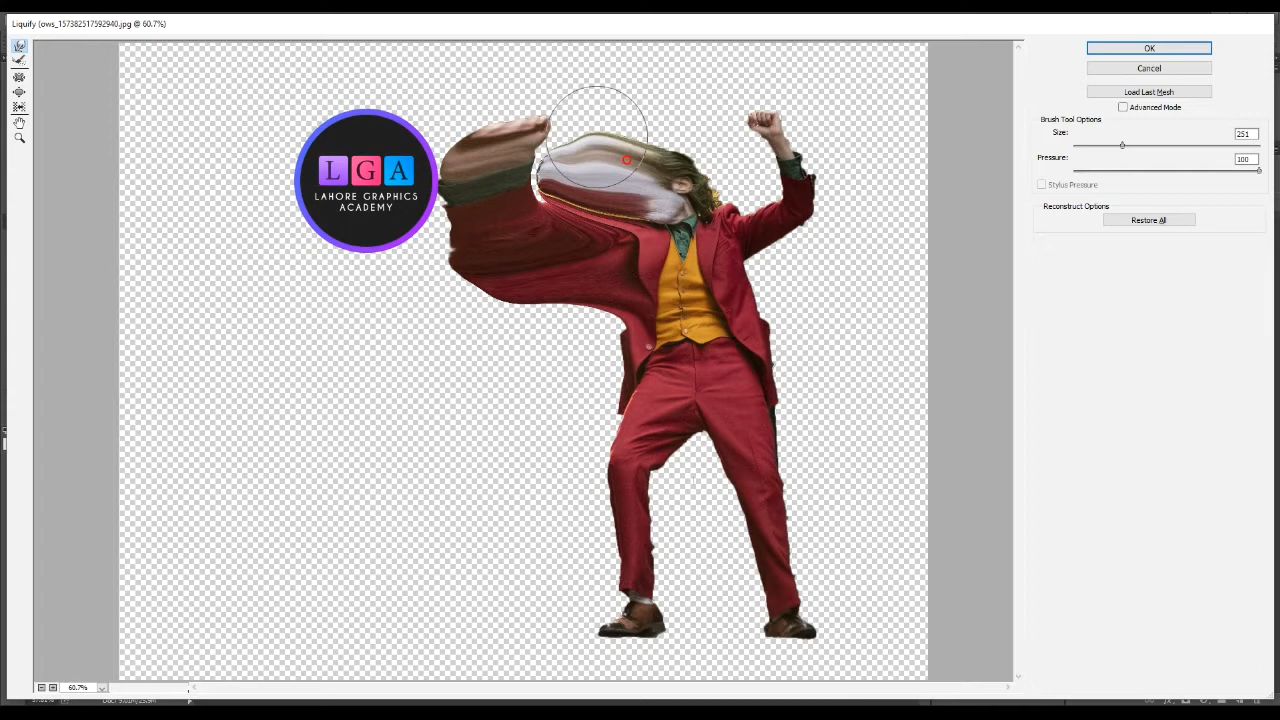 Liquify (ows_157382517592940.jpg @ 60.7%)
OK
Cancel
Load Last Mesh
Advanced Mode
Brush Tool Options
Size:
251
Pressure:
100
Stylus Pressure
Reconstruct Options
Restore All
L G A
LAHORE GRAPHICS
ACADEMY
60.7%